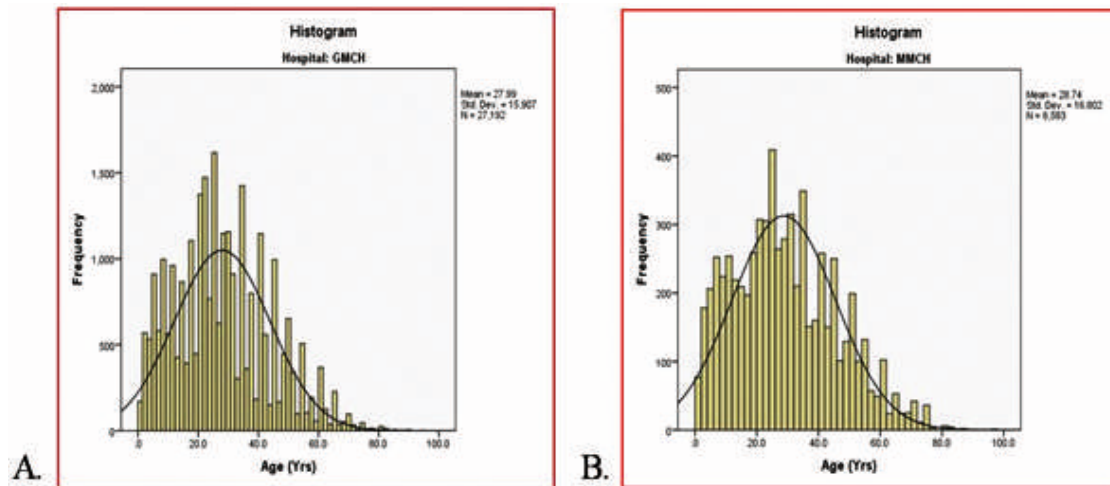 Histogram
Hospital: GMCH
Mean = 27.99
Std. Dev. = 15.907
N = 27,192
2,000
1,500
1,000
500
0
Frequency
.0 20.0 40.0 60.0 80.0 100.0
Age (Yrs)
A.
Histogram
Hospital: MMCH
Mean = 28.74
Std. Dev. = 16.802
500
400
300
200
100
0
Frequency
.0 20.0 40.0 60.0 80.0 100.0
Age (Yrs)
B.